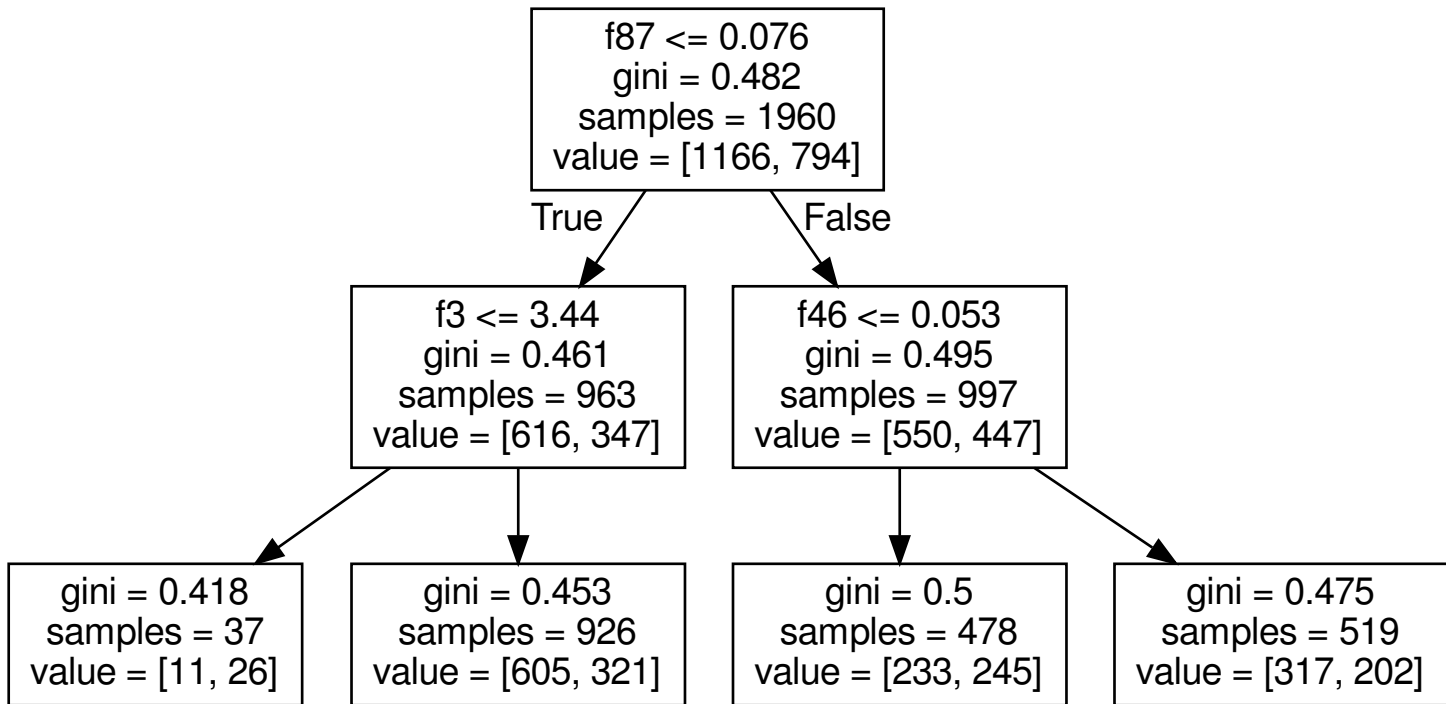 f87 <= 0.076
gini = 0.482
samples = 1960
value = [1166, 794]
True
False
f3 <= 3.44
gini = 0.461
samples = 963
value = [616, 347]
f46 <= 0.053
gini = 0.495
samples = 997
value = [550, 447]
gini = 0.418
samples = 37
value = [11, 26]
gini = 0.453
samples = 926
value = [605, 321]
gini = 0.5
samples = 478
value = [233, 245]
gini = 0.475
samples = 519
value = [317, 202]